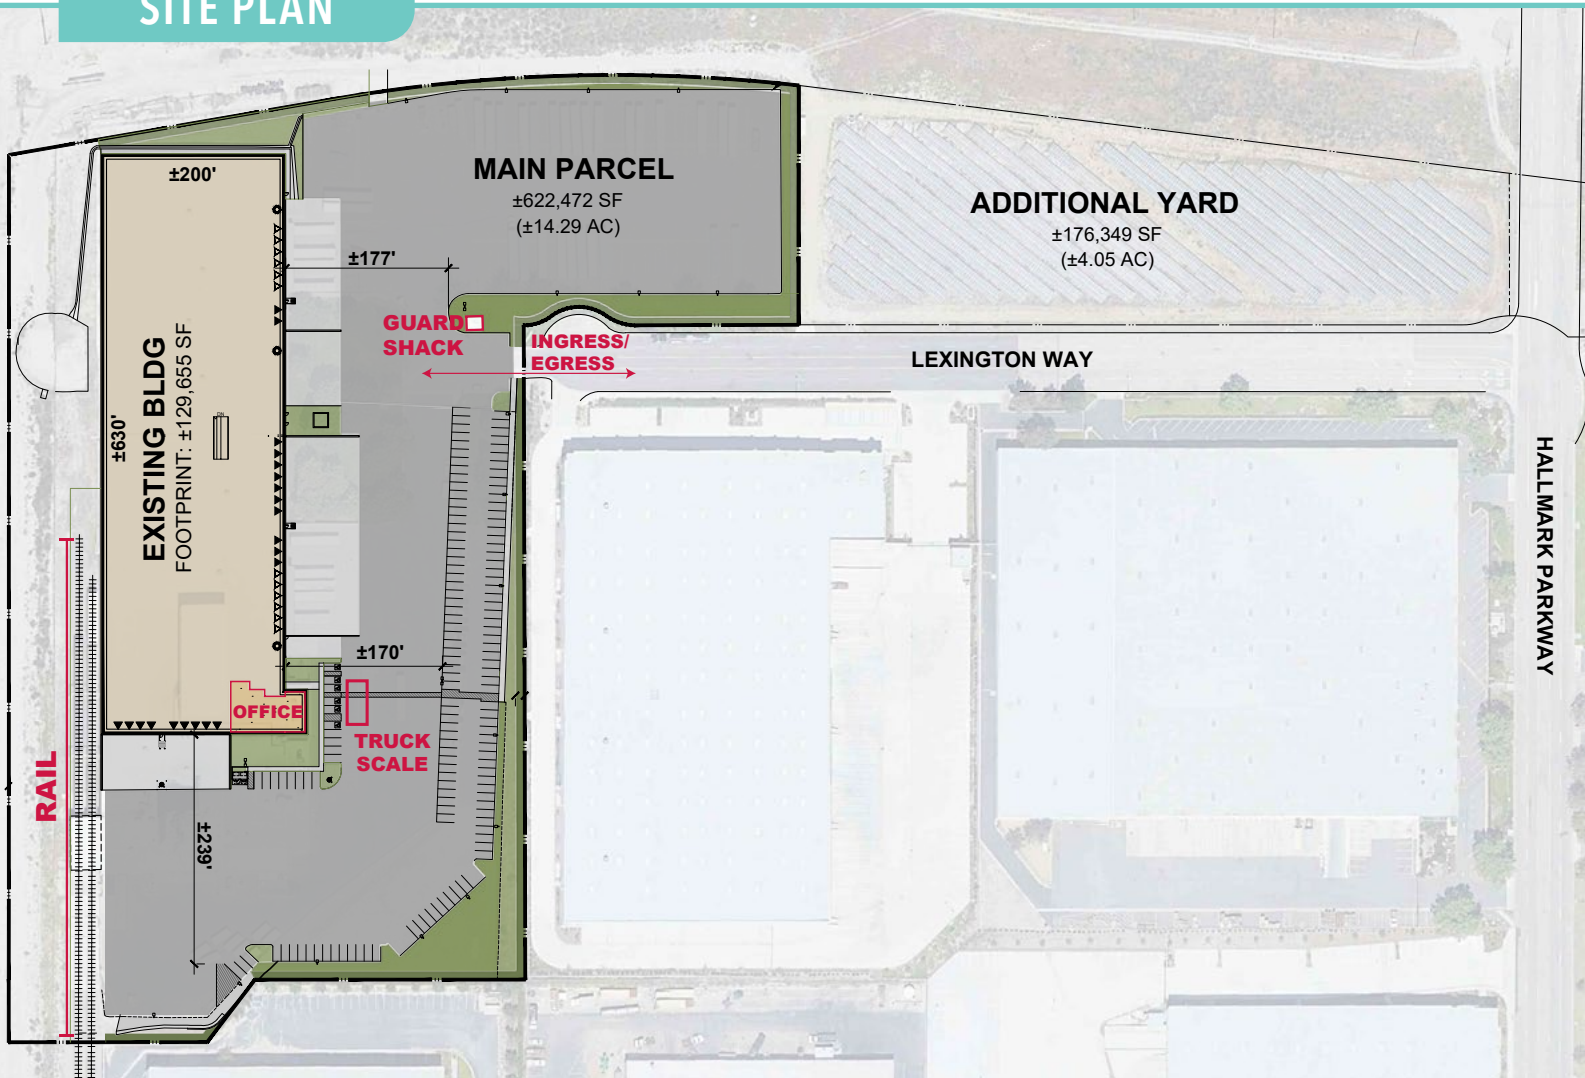 SITE PLAN
±200'
MAIN PARCEL
±622,472 SF
(±14.29 AC)
ADDITIONAL YARD
±176,349 SF
(±4.05 AC)
±177'
GUARD
SHACK
INGRESS/
EGRESS
LEXINGTON WAY
HALLMARK PARKWAY
EXISTING BLDG
FOOTPRINT: ±129,655 SF
±630'
±170'
OFFICE
TRUCK
SCALE
RAIL
±239'